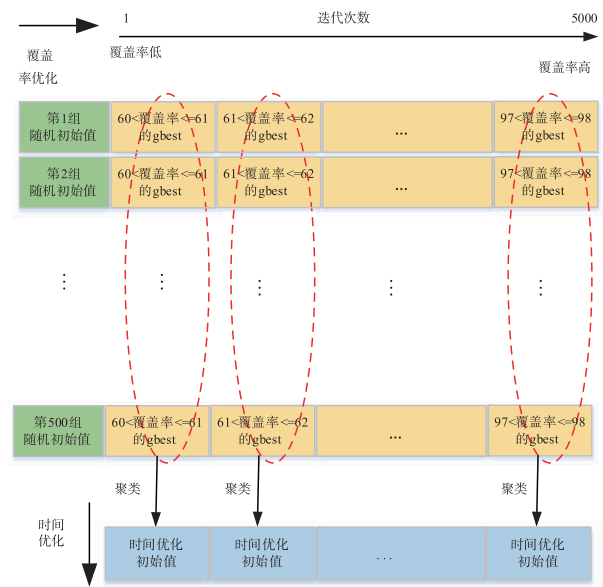 1
迭代次数
5000
覆盖
率优化
覆盖率低
覆盖率高
第1组
随机初始值
60<覆盖率<=61
的gbest
61<覆盖率<=62
的gbest
...
97<覆盖率<=98
的gbest
第2组
随机初始值
60<覆盖率<=61
的gbest
61<覆盖率<=62
的gbest
...
97<覆盖率<=98
的gbest
⋮
⋮
⋮
⋮
⋮
第500组
随机初始值
60<覆盖率<=61
的gbest
61<覆盖率<=62
的gbest
...
97<覆盖率<=98
的gbest
聚类
聚类
聚类
时间
优化
时间优化
初始值
时间优化
初始值
...
时间优化
初始值